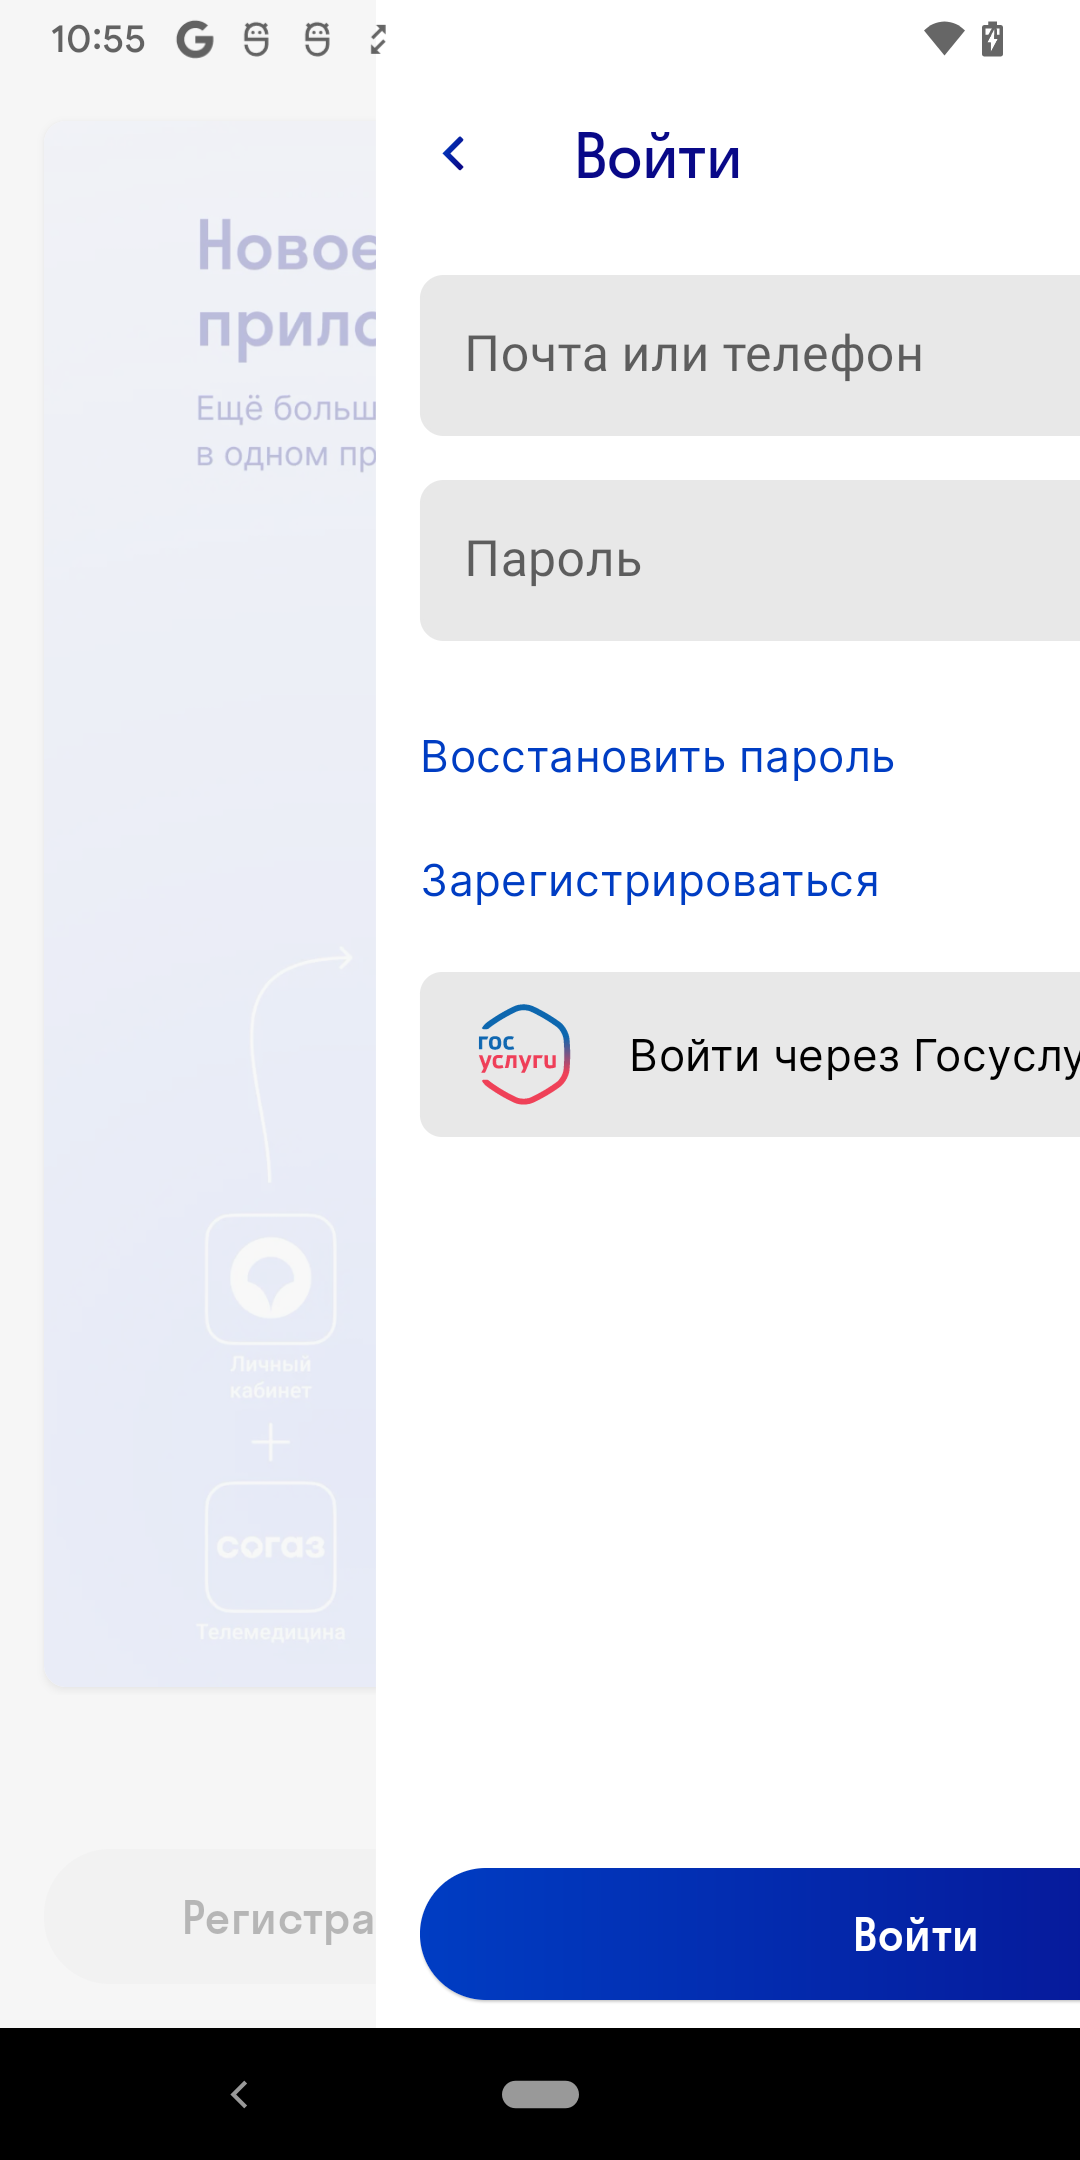 10:55
Войти
Новое
прило
Ещё больш
в одном пр
Почта или телефон
Пароль
Восстановить пароль
Зарегистрироваться
гос
услуги
Войти через Госуслу
Личный
кабинет
согаз
Телемедицина
Регистра
Войти